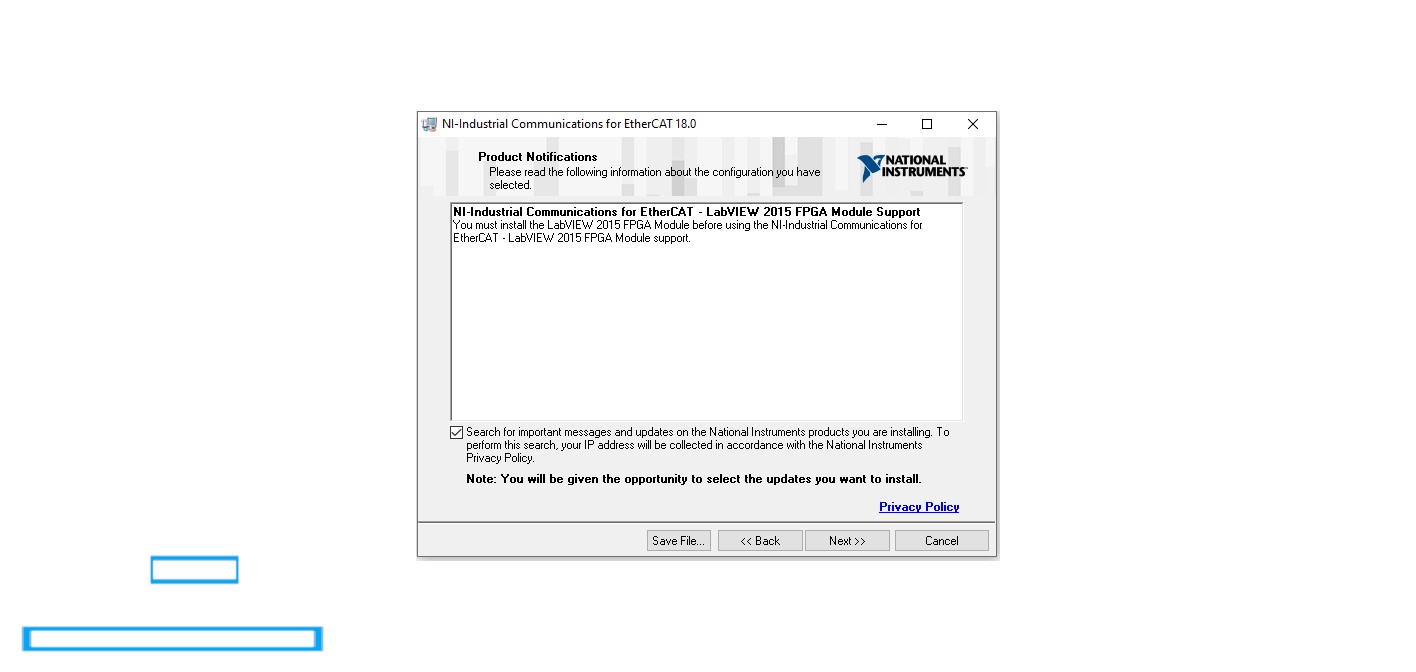 NI-Industrial Communications for EtherCAT 18.0
Product Notifications
Please read the following information about the configuration you have
selected.
NATIONAL
INSTRUMENTS
NI-Industrial Communications for EtherCAT - LabVIEW 2015 FPGA Module Support
You must install the LabVIEW 2015 FPGA Module before using the NI-Industrial Communications for
EtherCAT - LabVIEW 2015 FPGA Module support.
Search for important messages and updates on the National Instruments products you are installing. To
perform this search, your IP address will be collected in accordance with the National Instruments
Privacy Policy.
Note: You will be given the opportunity to select the updates you want to install.
Privacy Policy
Save File... << Back Next >> Cancel